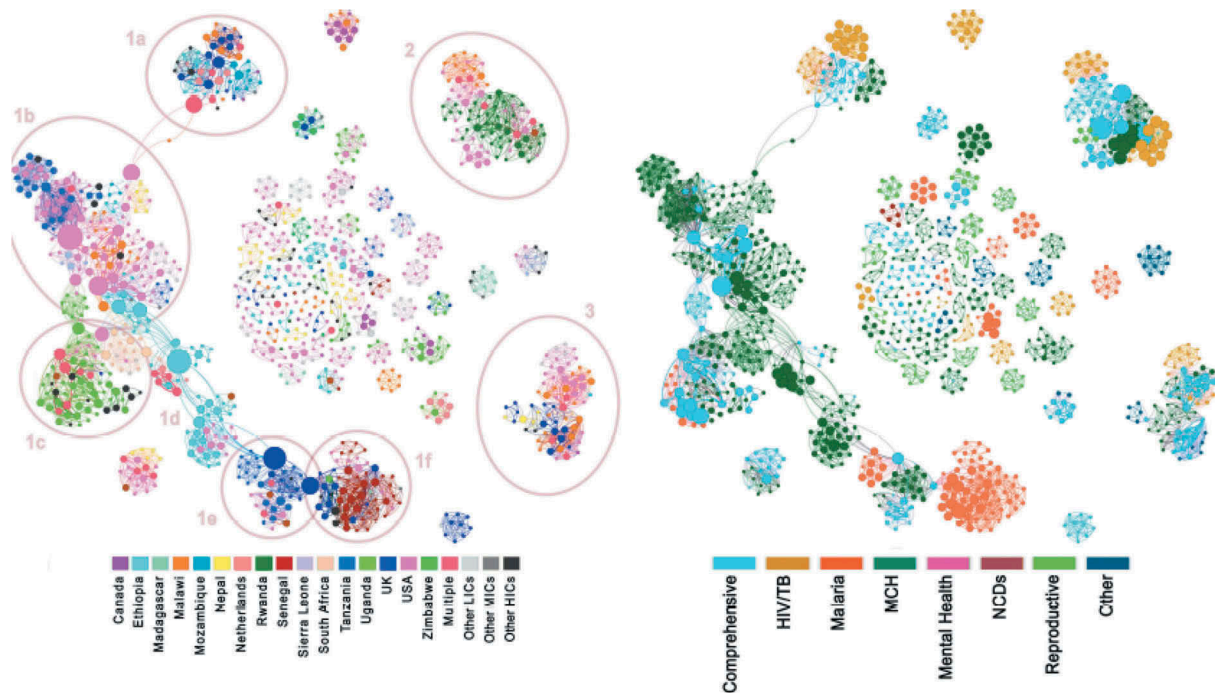 1a
2
1b
3
1c
1d
1f
1e
Canada
Ethiopia
Madagascar
Malawi
Mozambique
Nepal
Netherlands
Rwanda
Senegal
Sierra Leone
South Africa
Tanzania
Uganda
UK
USA
Zimbabwe
Multiple
Other LICs
Other MICs
Other HICs
Comprehensive
HIV/TB
Malaria
MCH
Mental Health
NCDs
Reproductive
Other